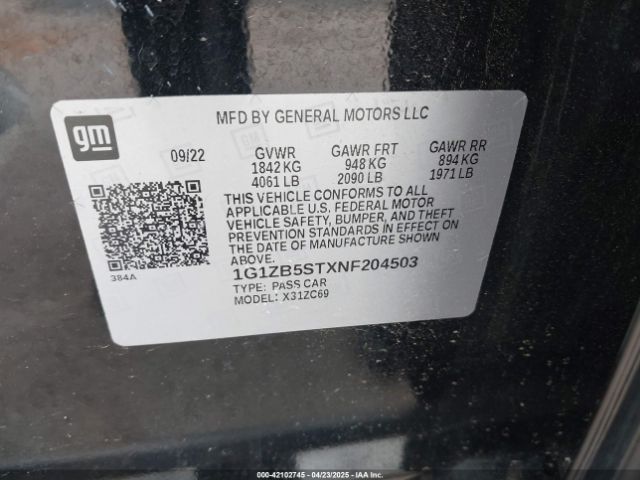 MFD BY GENERAL MOTORS LLC
gm
09/22 GVWR GAWR FRT GAWR RR
1842 KG 948 KG 894 KG
4061 LB 2090 LB 1971 LB
THIS VEHICLE CONFORMS TO ALL
APPLICABLE U.S. FEDERAL MOTOR
VEHICLE SAFETY, BUMPER, AND THEFT
PREVENTION STANDARDS IN EFFECT ON
THE DATE OF MANUFACTURE SHOWN
ABOVE.
384A
1G1ZB5STXNF204503
TYPE: PASS CAR
MODEL: X31ZC69
000-42102745 - 04/23/2025 - IAAI.COM